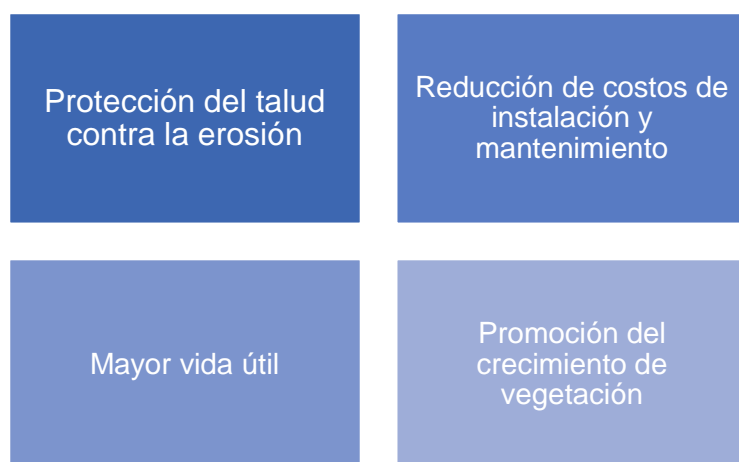 Protección del talud
contra la erosión
Reducción de costos de
instalación y
mantenimiento
Mayor vida útil
Promoción del
crecimiento de
vegetación